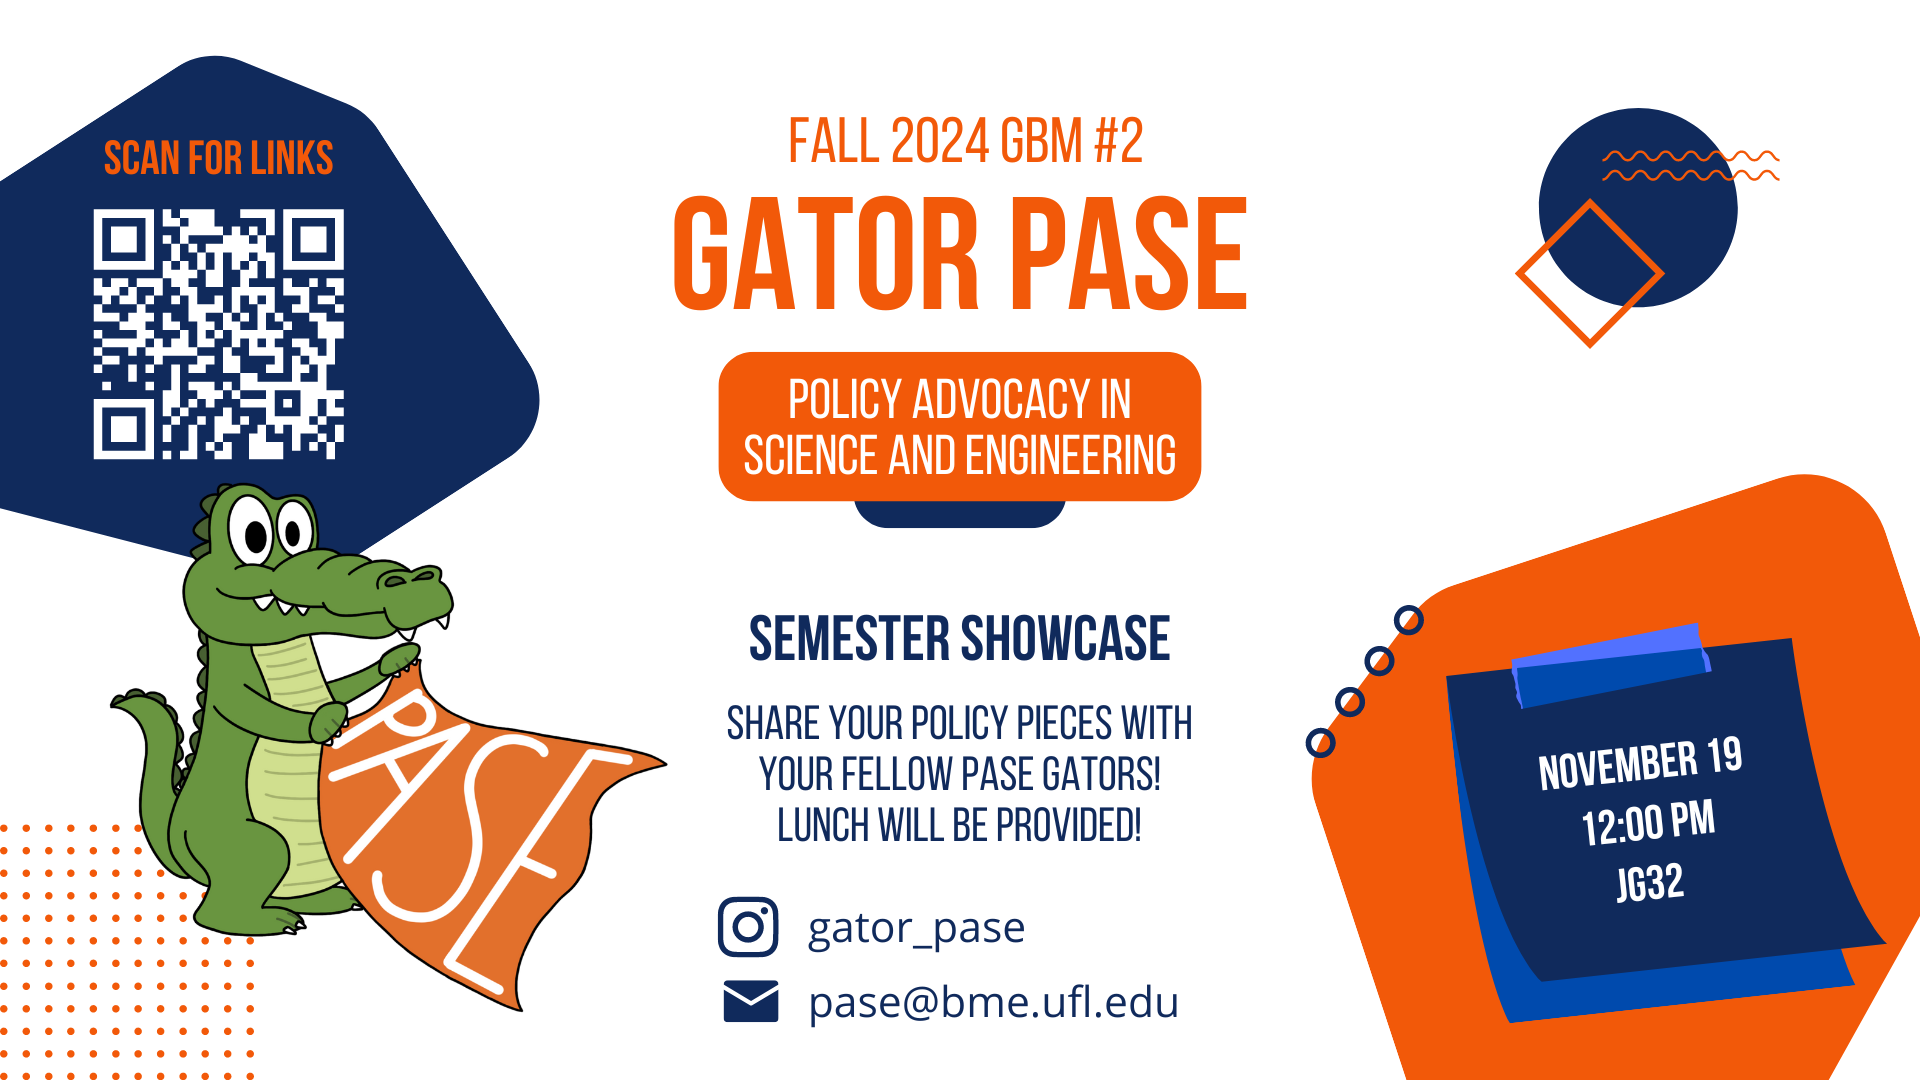 SCAN FOR LINKS
FALL 2024 GBM #2
GATOR PASE
POLICY ADVOCACY IN
SCIENCE AND ENGINEERING
SEMESTER SHOWCASE
SHARE YOUR POLICY PIECES WITH
YOUR FELLOW PASE GATORS!
LUNCH WILL BE PROVIDED!
gator_pase
pase@bme.ufl.edu
PASE
NOVEMBER 19
12:00 PM
JG32